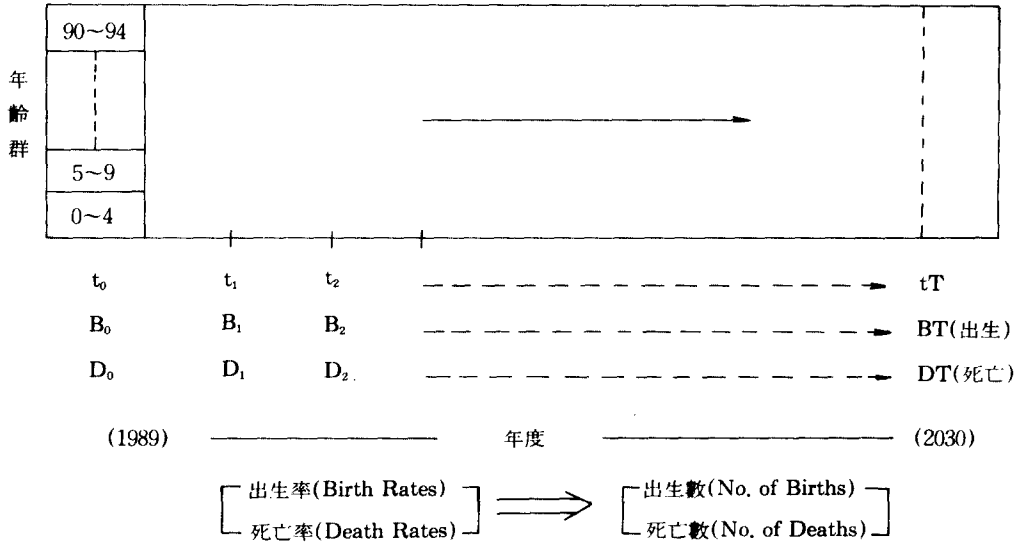 90~94
年齡群
5~9
0~4
t₀ t₁ t₂ tT
B₀ B₁ B₂ BT(出生)
D₀ D₁ D₂ DT(死亡)
(1989) 年度 (2030)
出生率(Birth Rates) 出生數(No. of Births)
死亡率(Death Rates) 死亡數(No. of Deaths)